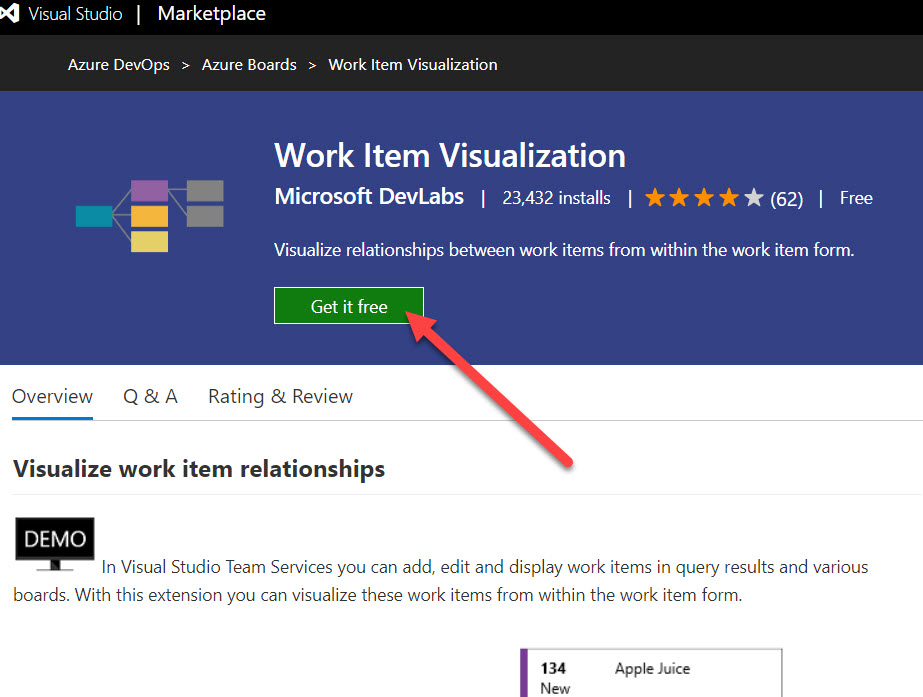 Visual Studio | Marketplace
Azure DevOps > Azure Boards > Work Item Visualization
Work Item Visualization
Microsoft DevLabs | 23,432 installs | (62) | Free
Visualize relationships between work items from within the work item form.
Get it free
Overview Q & A Rating & Review
Visualize work item relationships
DEMO
In Visual Studio Team Services you can add, edit and display work items in query results and various
boards. With this extension you can visualize these work items from within the work item form.
134 Apple Juice
New